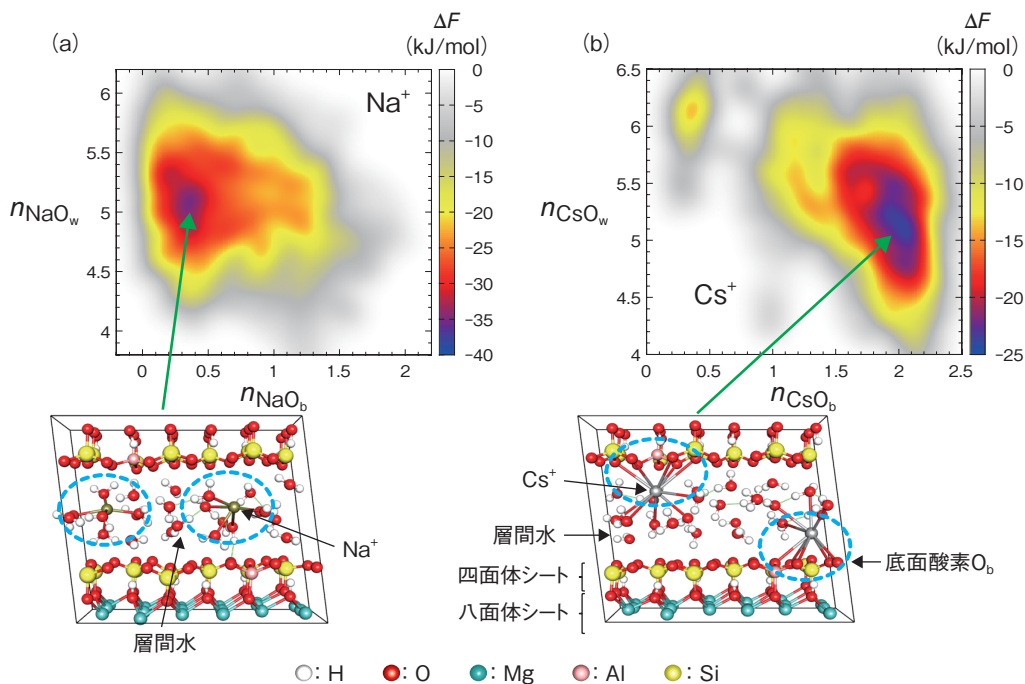 (a)
ΔF
(kJ/mol)
Na⁺
6
5.5
5
4.5
4
nNaOw
0
0.5
1
1.5
2
nNaOb
0
−5
−10
−15
−20
−25
−30
−35
−40
(b)
ΔF
(kJ/mol)
Cs⁺
6.5
6
5.5
5
4.5
4
nCsOw
0
0.5
1
1.5
2
2.5
nCsOb
0
−5
−10
−15
−20
−25
Na⁺
層間水
Cs⁺
層間水
四面体シート
八面体シート
底面酸素Ob
: H : O : Mg : Al : Si